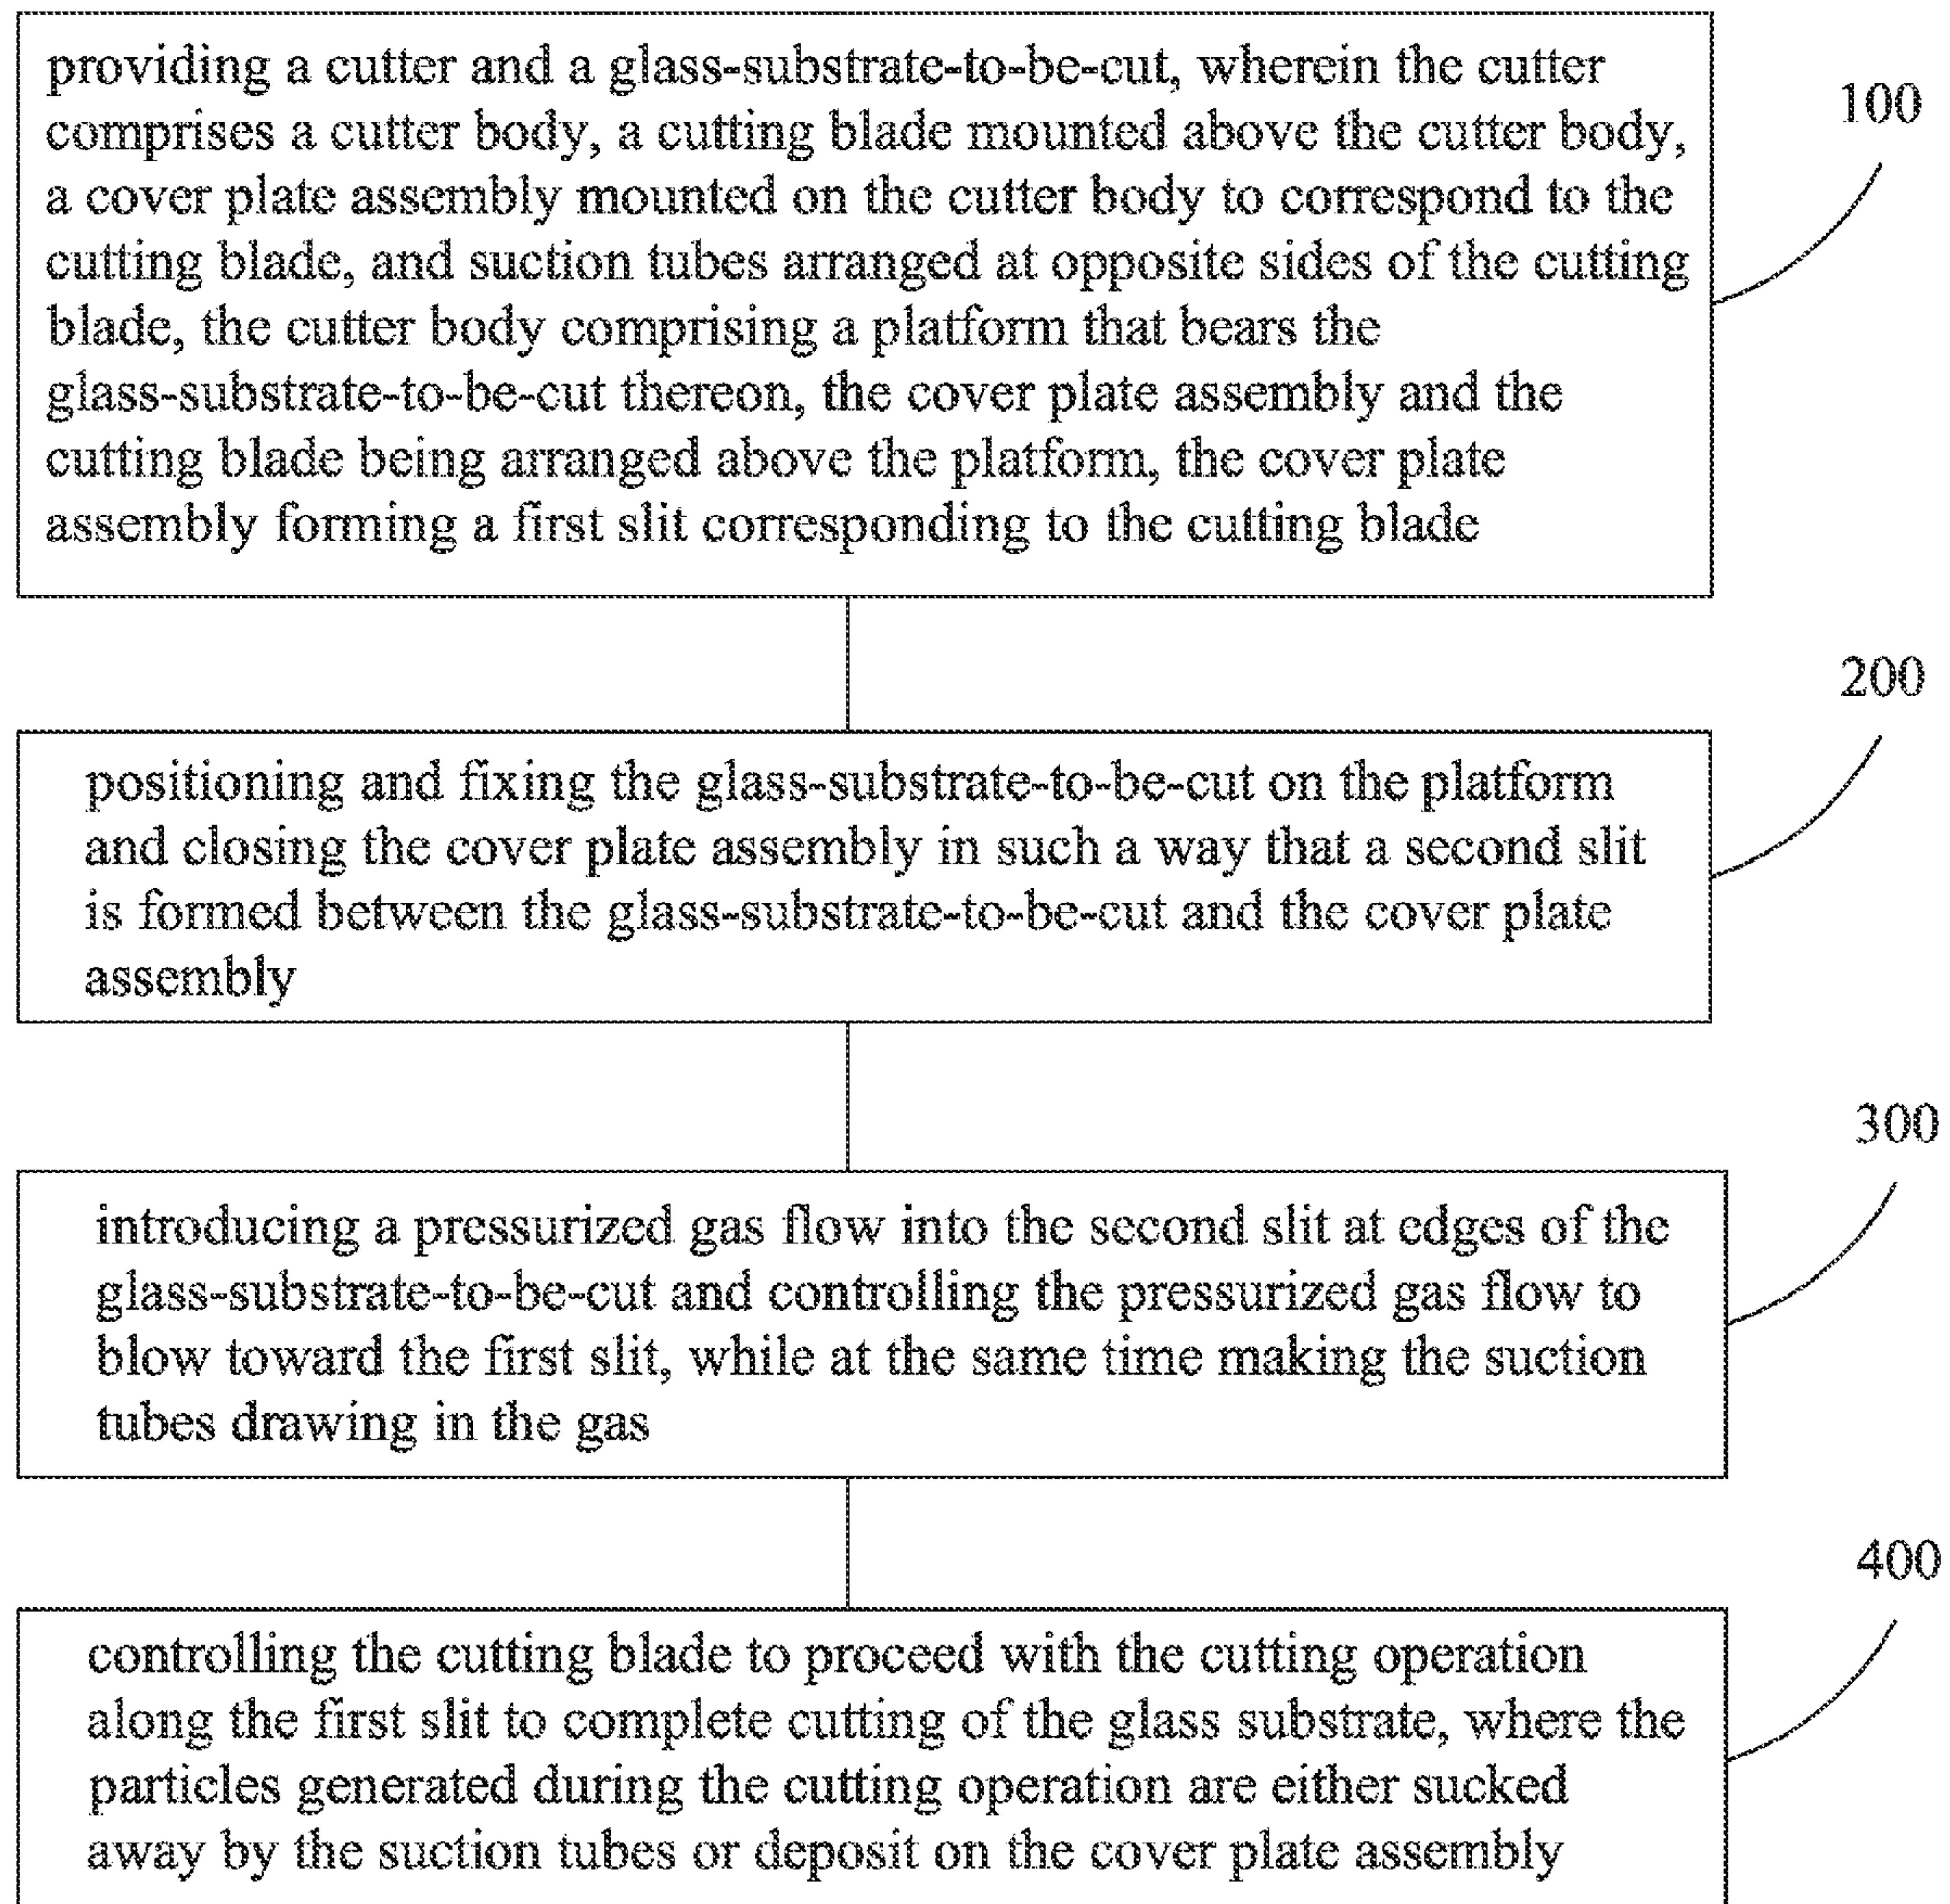 providing a cutter and a glass-substrate-to-be-cut, wherein the cutter
comprises a cutter body, a cutting blade mounted above the cutter body,
a cover plate assembly mounted on the cutter body to correspond to the
cutting blade, and suction tubes arranged at opposite sides of the cutting
blade, the cutter body comprising a platform that bears the
glass-substrate-to-be-cut thereon, the cover plate assembly and the
cutting blade being arranged above the platform, the cover plate
assembly forming a first slit corresponding to the cutting blade
100
positioning and fixing the glass-substrate-to-be-cut on the platform
and closing the cover plate assembly in such a way that a second slit
is formed between the glass-substrate-to-be-cut and the cover plate
assembly
200
introducing a pressurized gas flow into the second slit at edges of the
glass-substrate-to-be-cut and controlling the pressurized gas flow to
blow toward the first slit, while at the same time making the suction
tubes drawing in the gas
300
controlling the cutting blade to proceed with the cutting operation
along the first slit to complete cutting of the glass substrate, where the
particles generated during the cutting operation are either sucked
away by the suction tubes or deposit on the cover plate assembly
400